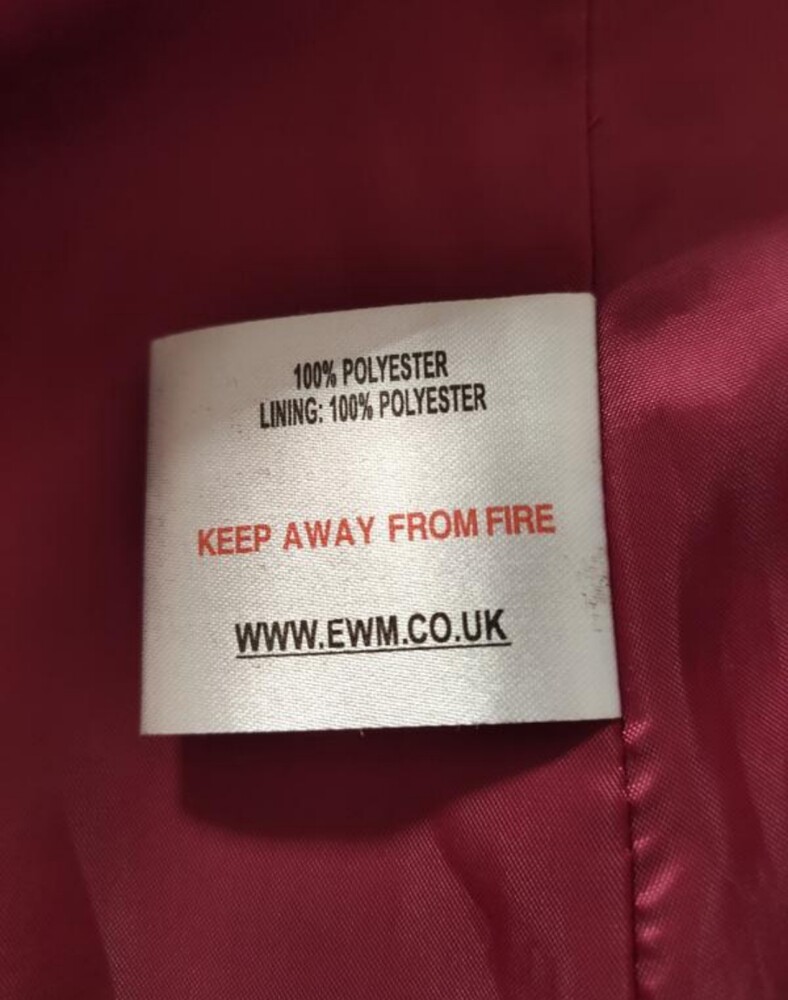 100% POLYESTER
LINING: 100% POLYESTER
KEEP AWAY FROM FIRE
WWW.EWM.CO.UK